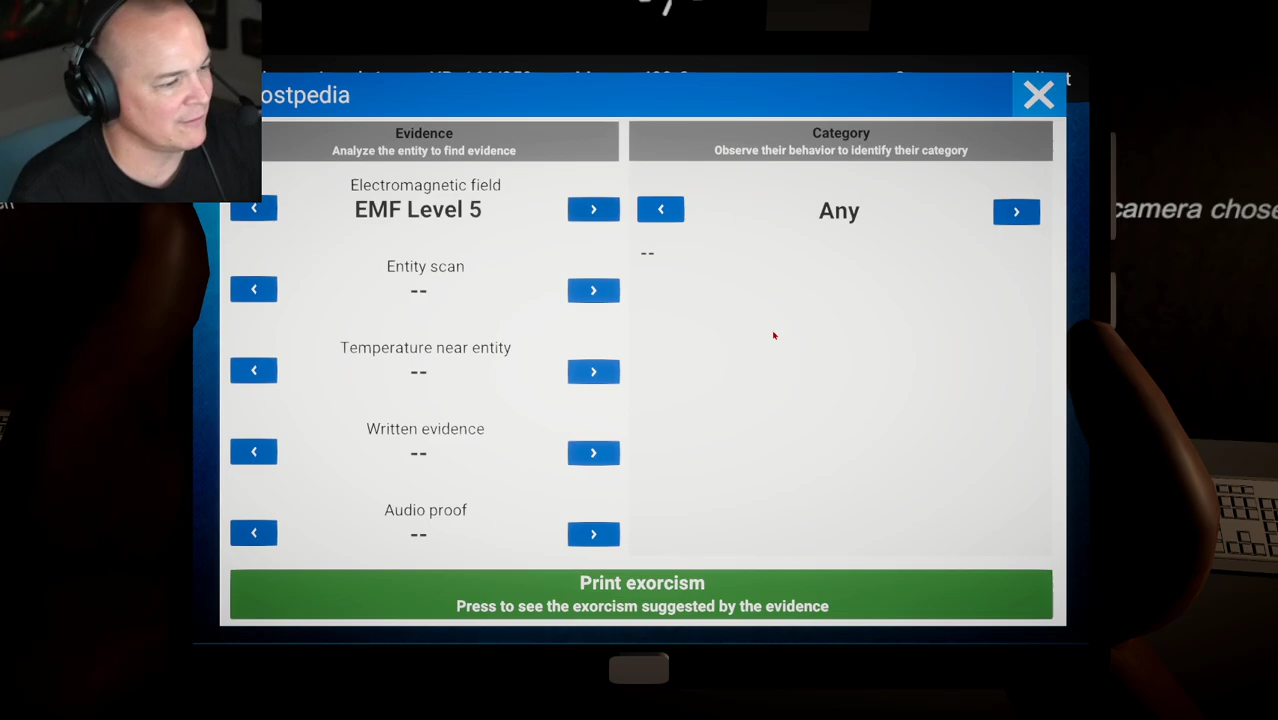 ostpedia
Evidence
Analyze the entity to find evidence
Category
Observe their behavior to identify their category
Electromagnetic field
EMF Level 5
Any
camera chose
Entity scan
--
--
Temperature near entity
--
Written evidence
--
Audio proof
--
Print exorcism
Press to see the exorcism suggested by the evidence